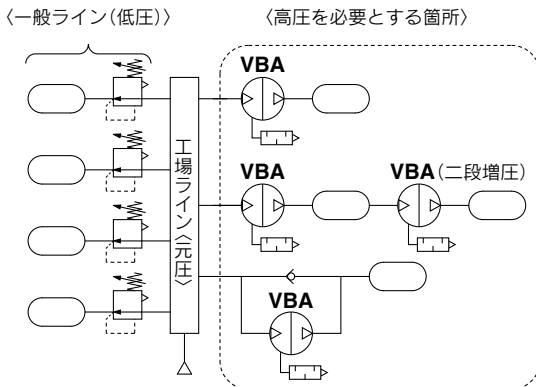 〈一般ライン(低圧)〉
〈高圧を必要とする箇所〉
VBA
工場ライン〈元圧〉
VBA
VBA(二段増圧)
VBA